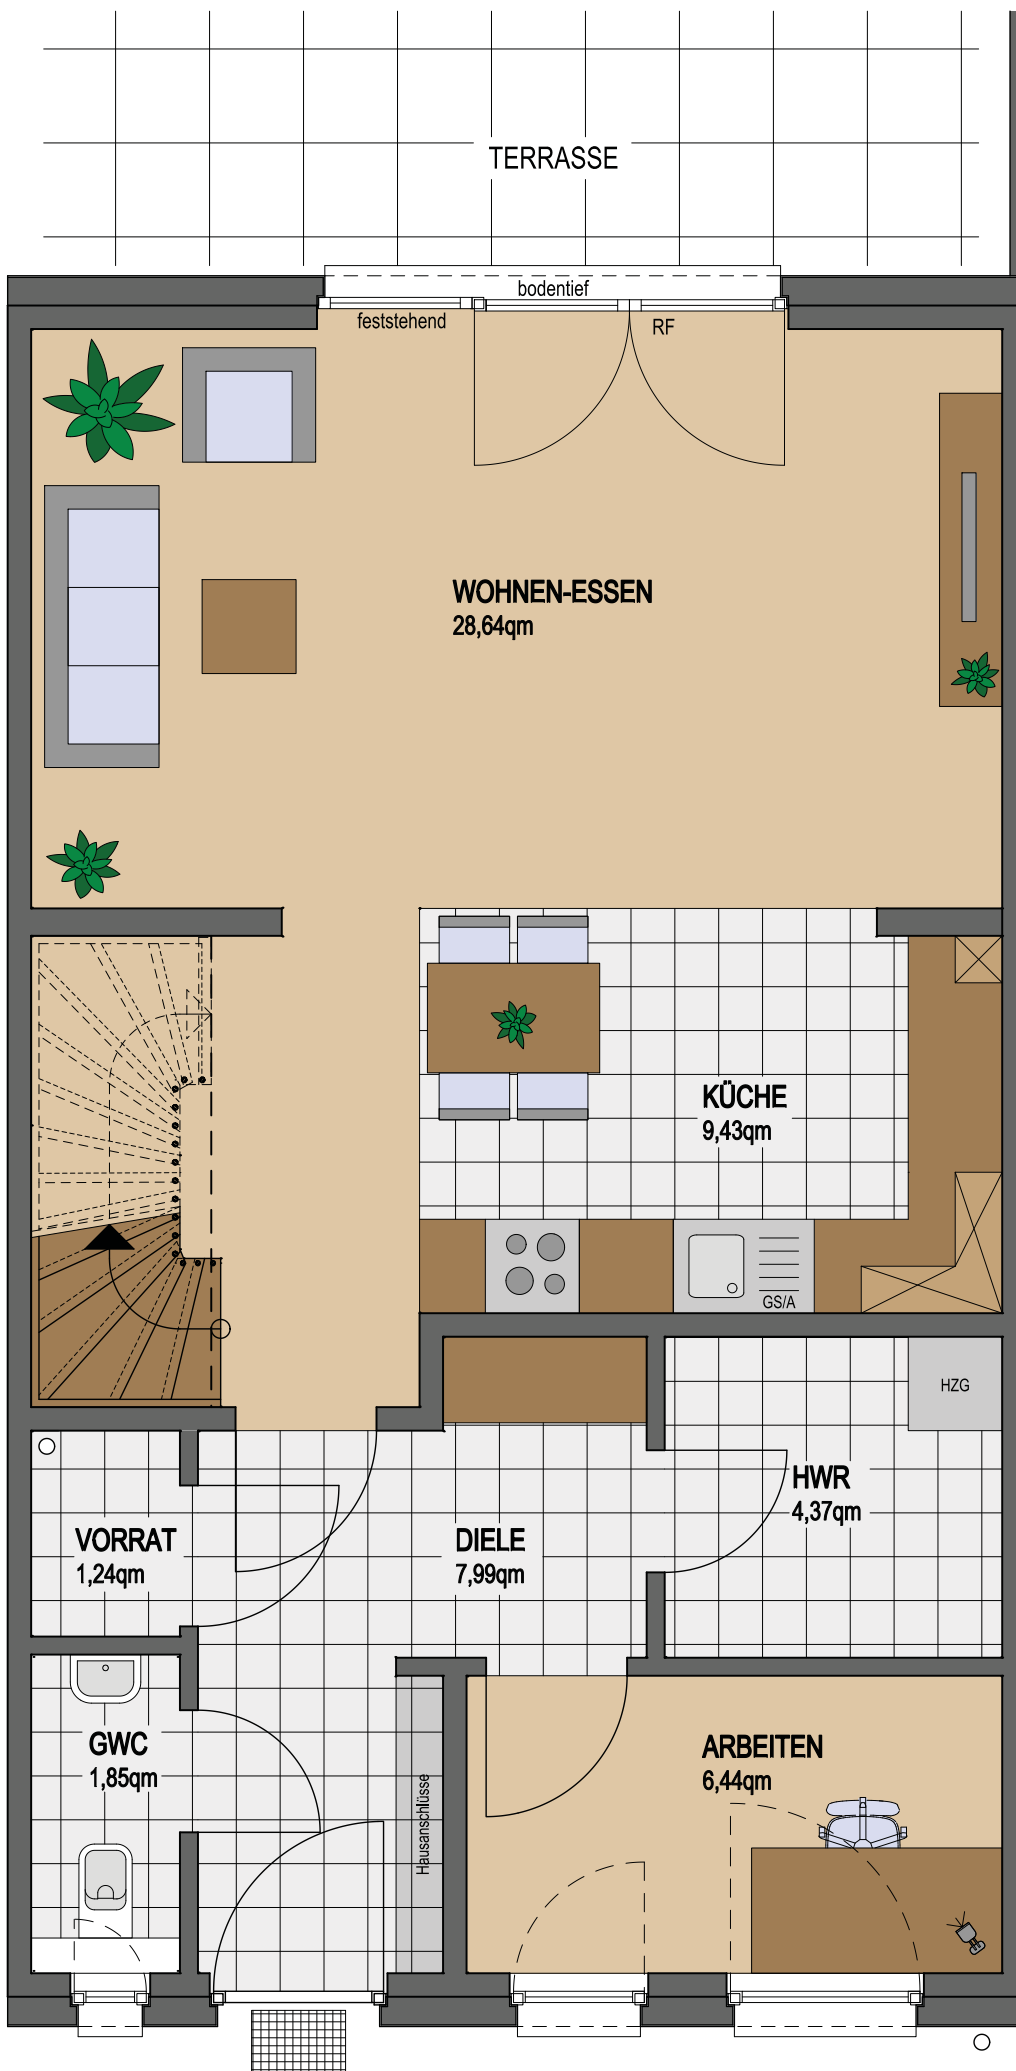 TERRASSE
bodentief
feststehend
RF
WOHNEN-ESSEN
28,64qm
KÜCHE
9,43qm
GS/A
HZG
HWR
4,37qm
VORRAT
1,24qm
DIELE
7,99qm
GWC
1,85qm
ARBEITEN
6,44qm
Hausanschlüsse